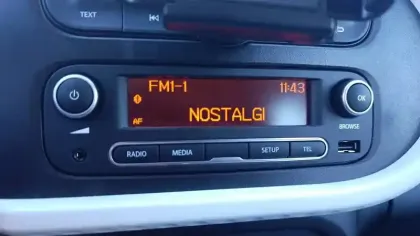 TEXT
FM1-1 11:43
AF
NOSTALGI
OK
BROWSE
RADIO MEDIA SETUP TEL